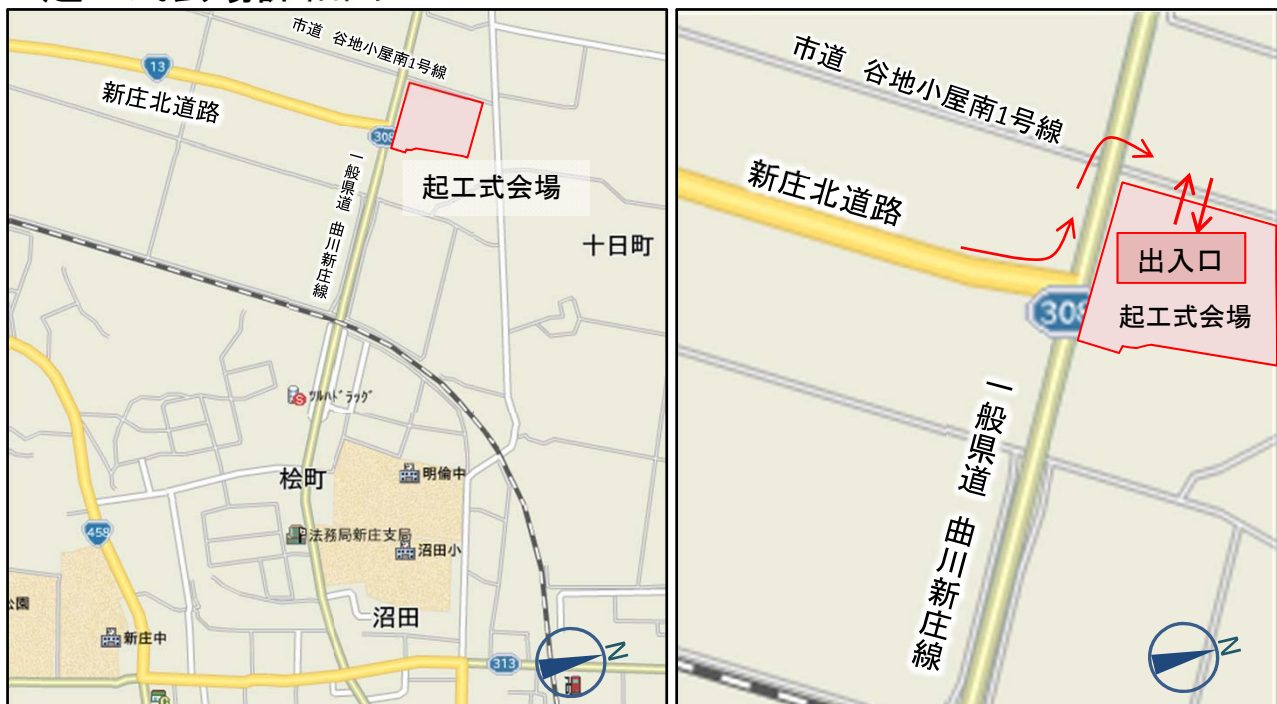 市道 谷地小屋南1号線
13
新庄北道路
308
起工式会場
一般県道 曲川新庄線
十日町
ツルハドラッグ
桧町
明倫中
458
法務局新庄支局
沼田小
公園
新庄中
沼田
313
N
市道 谷地小屋南1号線
新庄北道路
出入口
308
起工式会場
一般県道 曲川新庄線
N